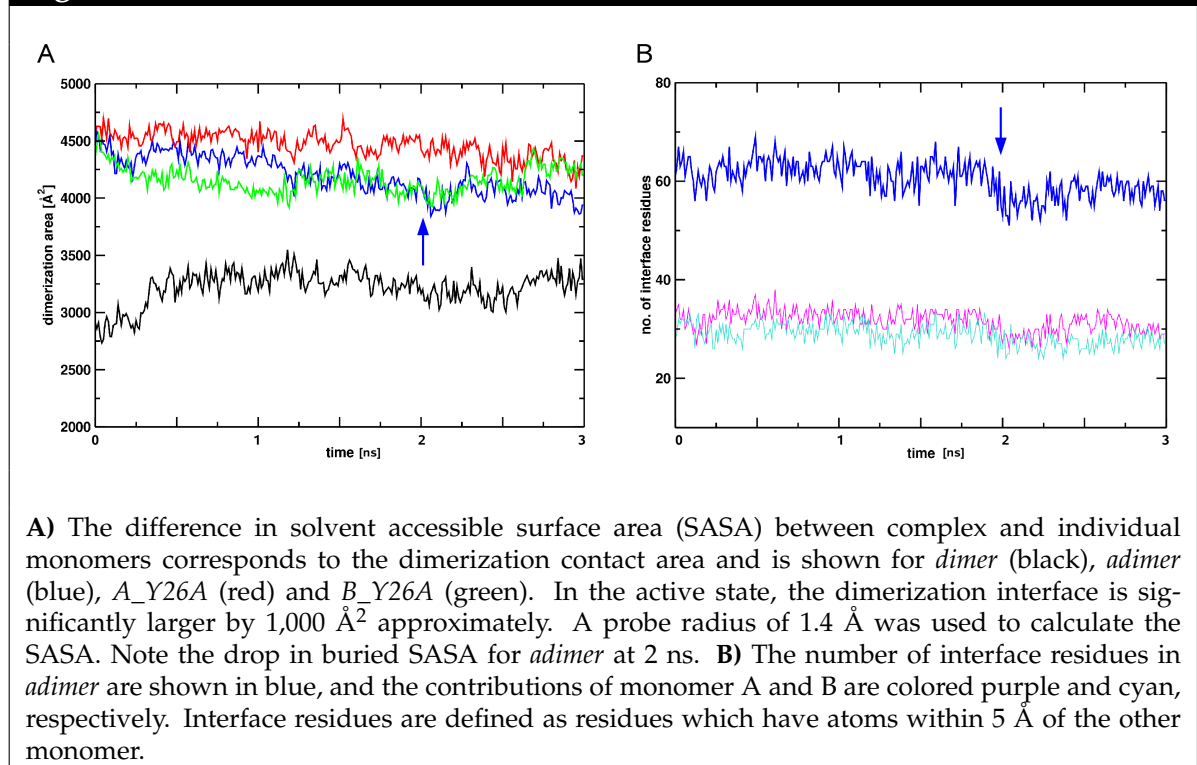 A
B
5000
4500
4000
3500
3000
2500
2000
dimerization area [Å²]
0
1
2
3
time [ns]
80
60
40
20
no. of interface residues
0
1
2
3
time [ns]
A) The difference in solvent accessible surface area (SASA) between complex and individual
monomers corresponds to the dimerization contact area and is shown for dimer (black), adimer
(blue), A_Y26A (red) and B_Y26A (green). In the active state, the dimerization interface is sig-
nificantly larger by 1,000 Å² approximately. A probe radius of 1.4 Å was used to calculate the
SASA. Note the drop in buried SASA for adimer at 2 ns. B) The number of interface residues in
adimer are shown in blue, and the contributions of monomer A and B are colored purple and cyan,
respectively. Interface residues are defined as residues which have atoms within 5 Å of the other
monomer.